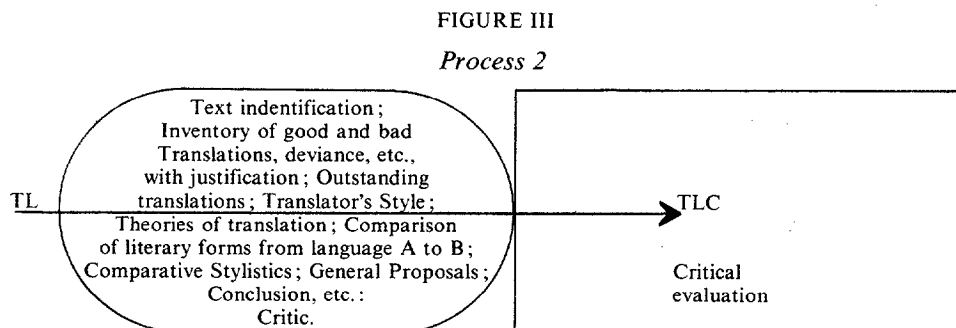 FIGURE III
Process 2
Text indentification;
Inventory of good and bad
Translations, deviance, etc.,
with justification; Outstanding
TL
translations; Translator's Style;
TLC
Theories of translation; Comparison
of literary forms from language A to B;
Comparative Stylistics; General Proposals;
Conclusion, etc.:
Critic.
Critical
evaluation